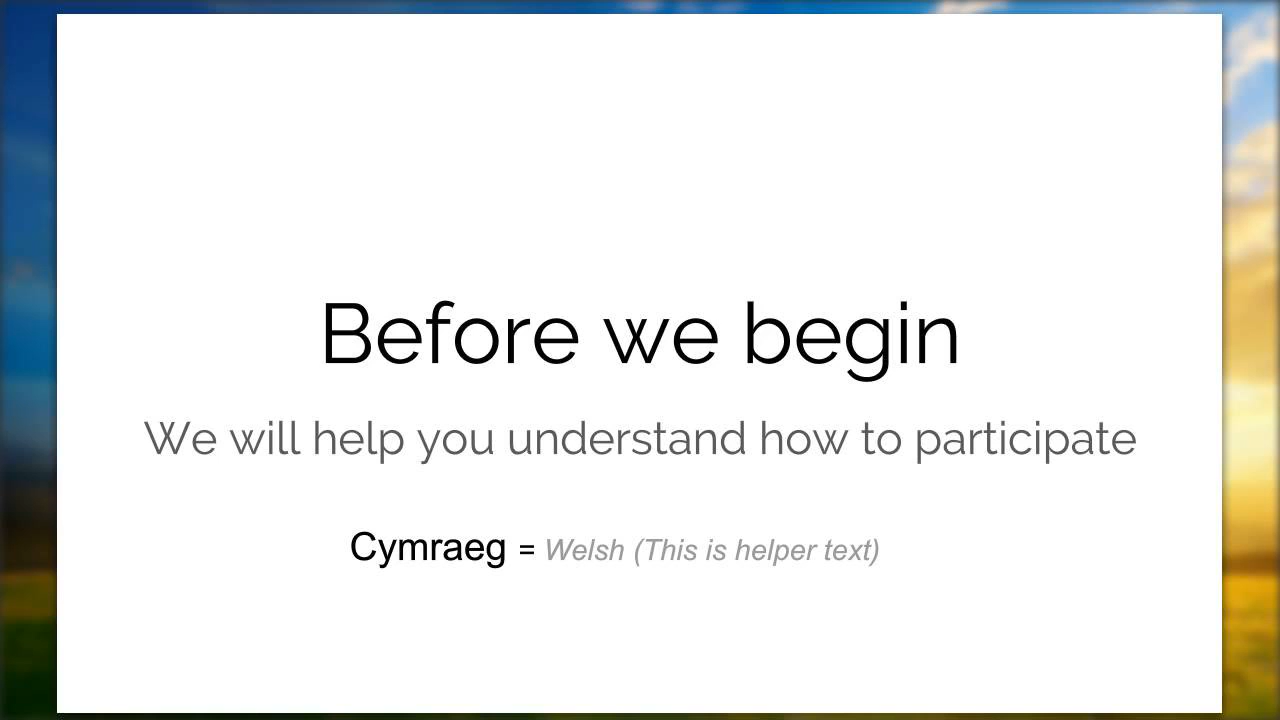 Before we begin
We will help you understand how to participate
Cymraeg = Welsh (This is helper text)